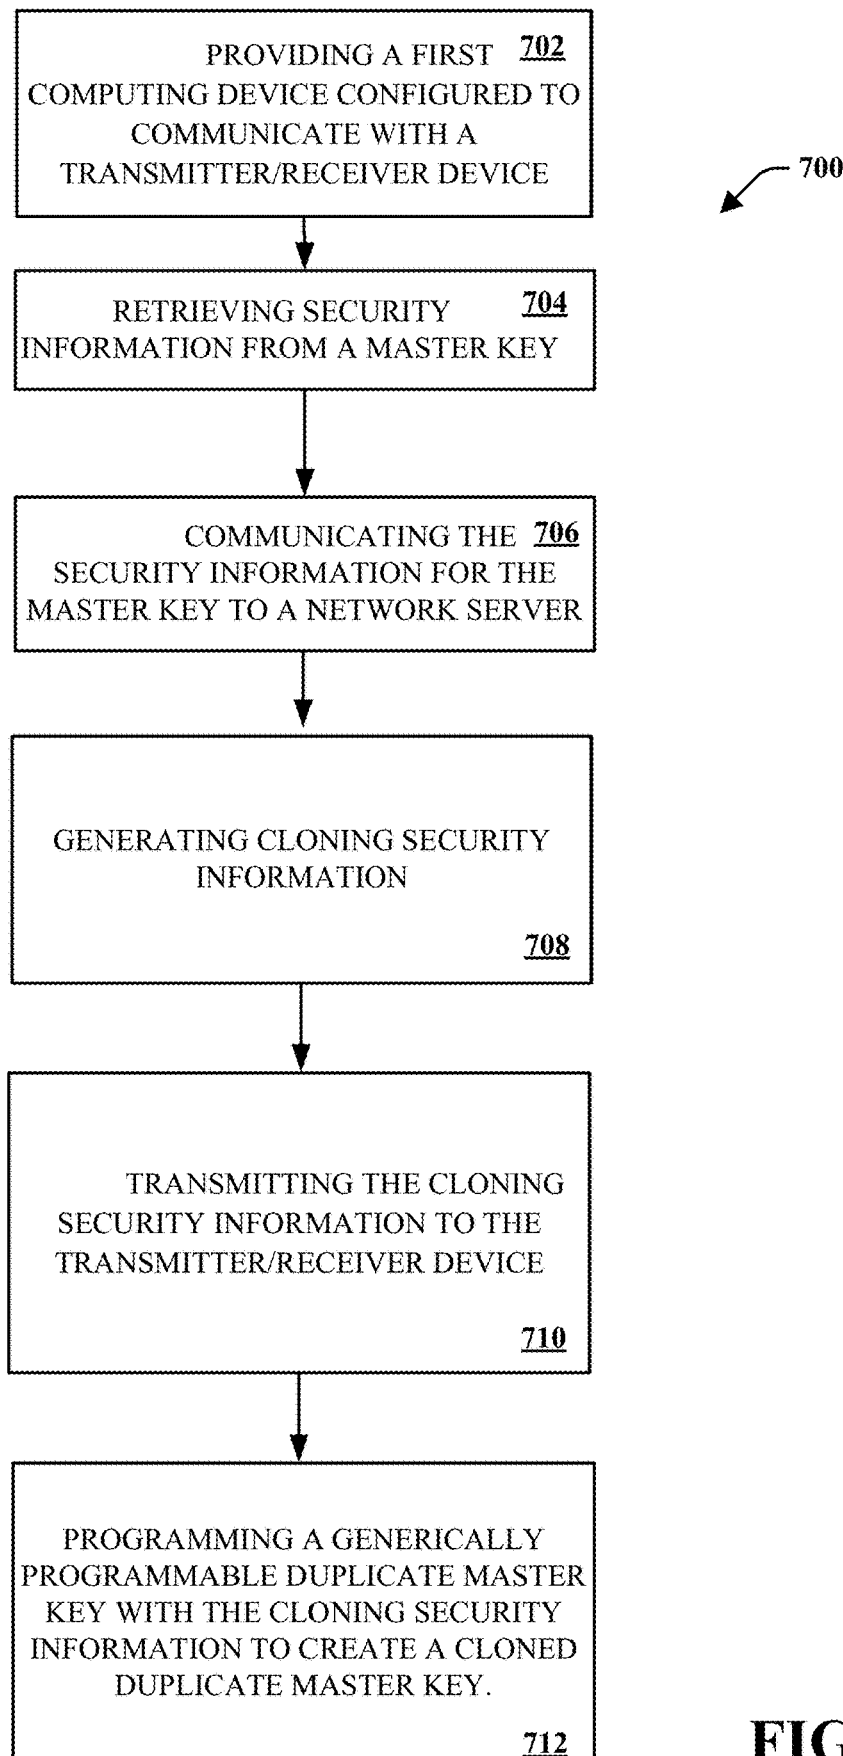 PROVIDING A FIRST 702
COMPUTING DEVICE CONFIGURED TO
COMMUNICATE WITH A
TRANSMITTER/RECEIVER DEVICE
700
RETRIEVING SECURITY 704
INFORMATION FROM A MASTER KEY
COMMUNICATING THE 706
SECURITY INFORMATION FOR THE
MASTER KEY TO A NETWORK SERVER
GENERATING CLONING SECURITY
INFORMATION
708
TRANSMITTING THE CLONING
SECURITY INFORMATION TO THE
TRANSMITTER/RECEIVER DEVICE
710
PROGRAMMING A GENERICALLY
PROGRAMMABLE DUPLICATE MASTER
KEY WITH THE CLONING SECURITY
INFORMATION TO CREATE A CLONED
DUPLICATE MASTER KEY.
712
FIG